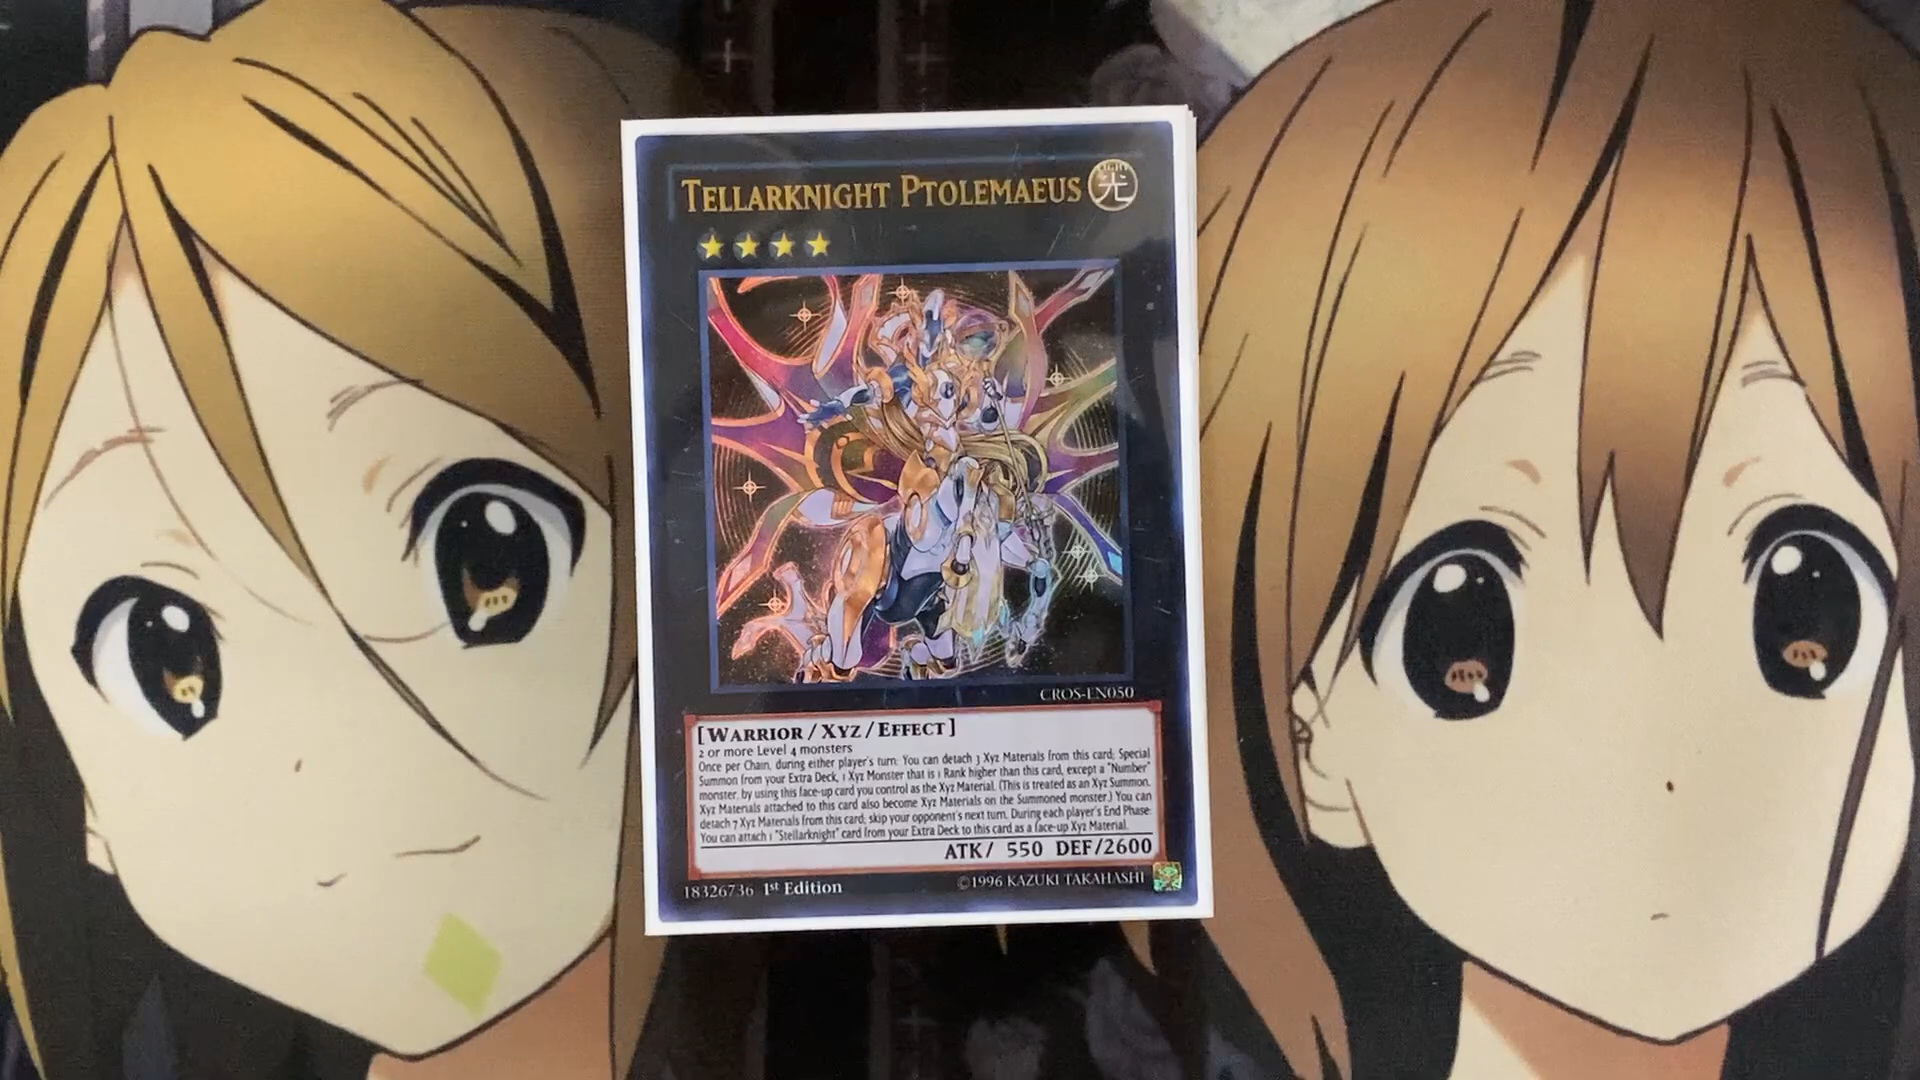 TELLARKNIGHT PTOLEMAEUS
LIGHT
光
CROS-EN050
[WARRIOR/XYZ/EFFECT]
2 or more Level 4 monsters
Once per Chain, during either player's turn: You can detach 3 Xyz Materials from this card; Special
Summon from your Extra Deck, 1 Xyz Monster that is 1 Rank higher than this card, except a "Number"
monster, by using this face-up card you control as the Xyz Material. (This is treated as an Xyz Summon.
Xyz Materials attached to this card also become Xyz Materials on the Summoned monster.) You can
detach 7 Xyz Materials from this card; skip your opponent's next turn. During each player's End Phase:
You can attach 1 "Stellarknight" card from your Extra Deck to this card as a face-up Xyz Material.
ATK/ 550 DEF/2600
18326736 1st Edition ©1996 KAZUKI TAKAHASHI